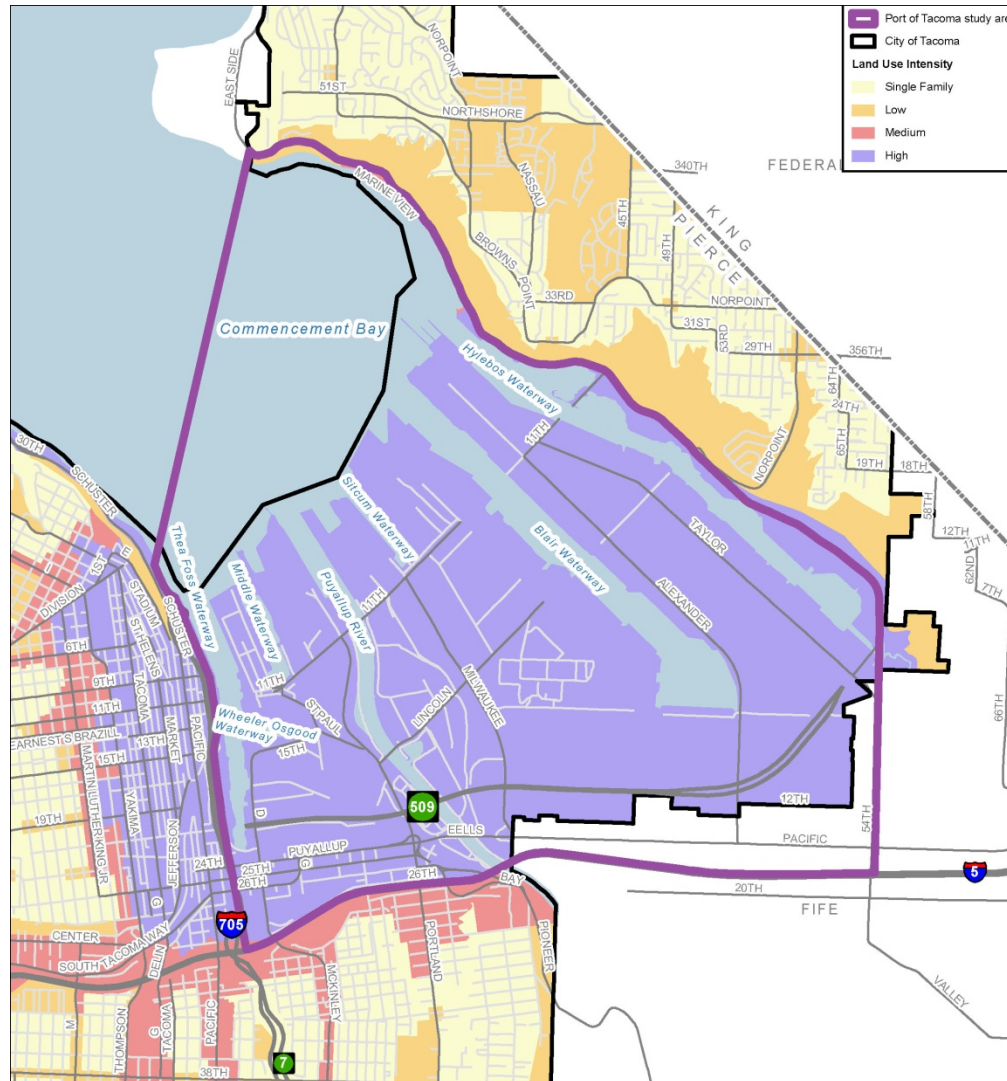 Port of Tacoma study are
City of Tacoma
Land Use Intensity
Single Family
Low
Medium
High
EAST SIDE
NORPOINT
51ST
NORTHSHORE
340TH
FEDERAL
NASSAU
KING
PIERCE
MARINE VIEW
45TH
49TH
BROWNS POINT
33RD
NORPOINT
31ST
53RD
29TH
356TH
Commencement Bay
Hylebos Waterway
64TH
24TH
65TH
19TH
18TH
58TH
NORPOINT
11TH
12TH
11TH
62ND
7TH
30TH
SCHUSTER
Sitcum Waterway
Blair Waterway
TAYLOR
ALEXANDER
Thea Foss Waterway
Middle Waterway
Puyallup River
11TH
E
1ST
I
DIVISION
STADIUM
ST HELENS
SCHUSTER
6TH
9TH
11TH
TACOMA
MARKET
PACIFIC
11TH
ST PAUL
LINCOLN
MILWAUKEE
66TH
Wheeler Osgood
Waterway
EARNEST S BRAZILL
13TH
15TH
15TH
MARTIN LUTHER KING JR
YAKIMA
JEFFERSON
19TH
D
509
12TH
54TH
EELLS
PACIFIC
24TH
25TH
26TH
PUYALLUP
G
26TH
BAY
5
20TH
FIFE
G
705
CENTER
SOUTH TACOMA WAY
DELIN
PORTLAND
PIONEER
MCKINLEY
VALLEY
M
THOMPSON
G
TACOMA
PACIFIC
7
38TH